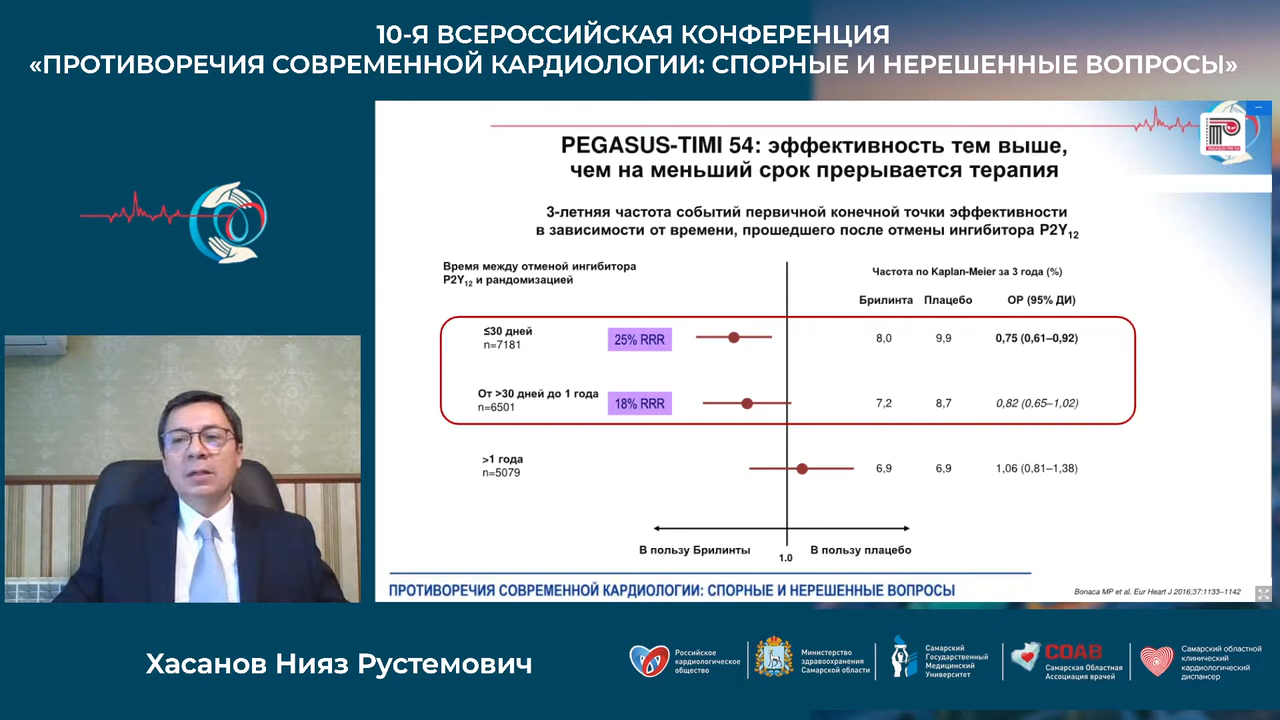 10-Я ВСЕРОССИЙСКАЯ КОНФЕРЕНЦИЯ
«ПРОТИВОРЕЧИЯ СОВРЕМЕННОЙ КАРДИОЛОГИИ: СПОРНЫЕ И НЕРЕШЕННЫЕ ВОПРОСЫ»
PEGASUS-TIMI 54: эффективность тем выше,
чем на меньший срок прерывается терапия
3-летняя частота событий первичной конечной точки эффективности
в зависимости от времени, прошедшего после отмены ингибитора P2Y12
Время между отменой ингибитора
P2Y12 и рандомизацией
Частота по Kaplan-Meier за 3 года (%)
Брилинта Плацебо ОР (95% ДИ)
≤30 дней
n=7181
25% RRR
8,0 9,9 0,75 (0,61–0,92)
От >30 дней до 1 года
n=6501
18% RRR
7,2 8,7 0,82 (0,65–1,02)
>1 года
n=5079
6,9 6,9 1,06 (0,81–1,38)
В пользу Брилинты
1.0
В пользу плацебо
ПРОТИВОРЕЧИЯ СОВРЕМЕННОЙ КАРДИОЛОГИИ: СПОРНЫЕ И НЕРЕШЕННЫЕ ВОПРОСЫ
Bonaca MP et al. Eur Heart J 2016;37:1133–1142
Хасанов Нияз Рустемович
Российское
кардиологическое
общество
Министерство
здравоохранения
Самарской области
Самарский
Государственный
Медицинский
Университет
СОАВ
Самарская Областная
Ассоциация врачей
Самарский областной
клинический
кардиологический
диспансер